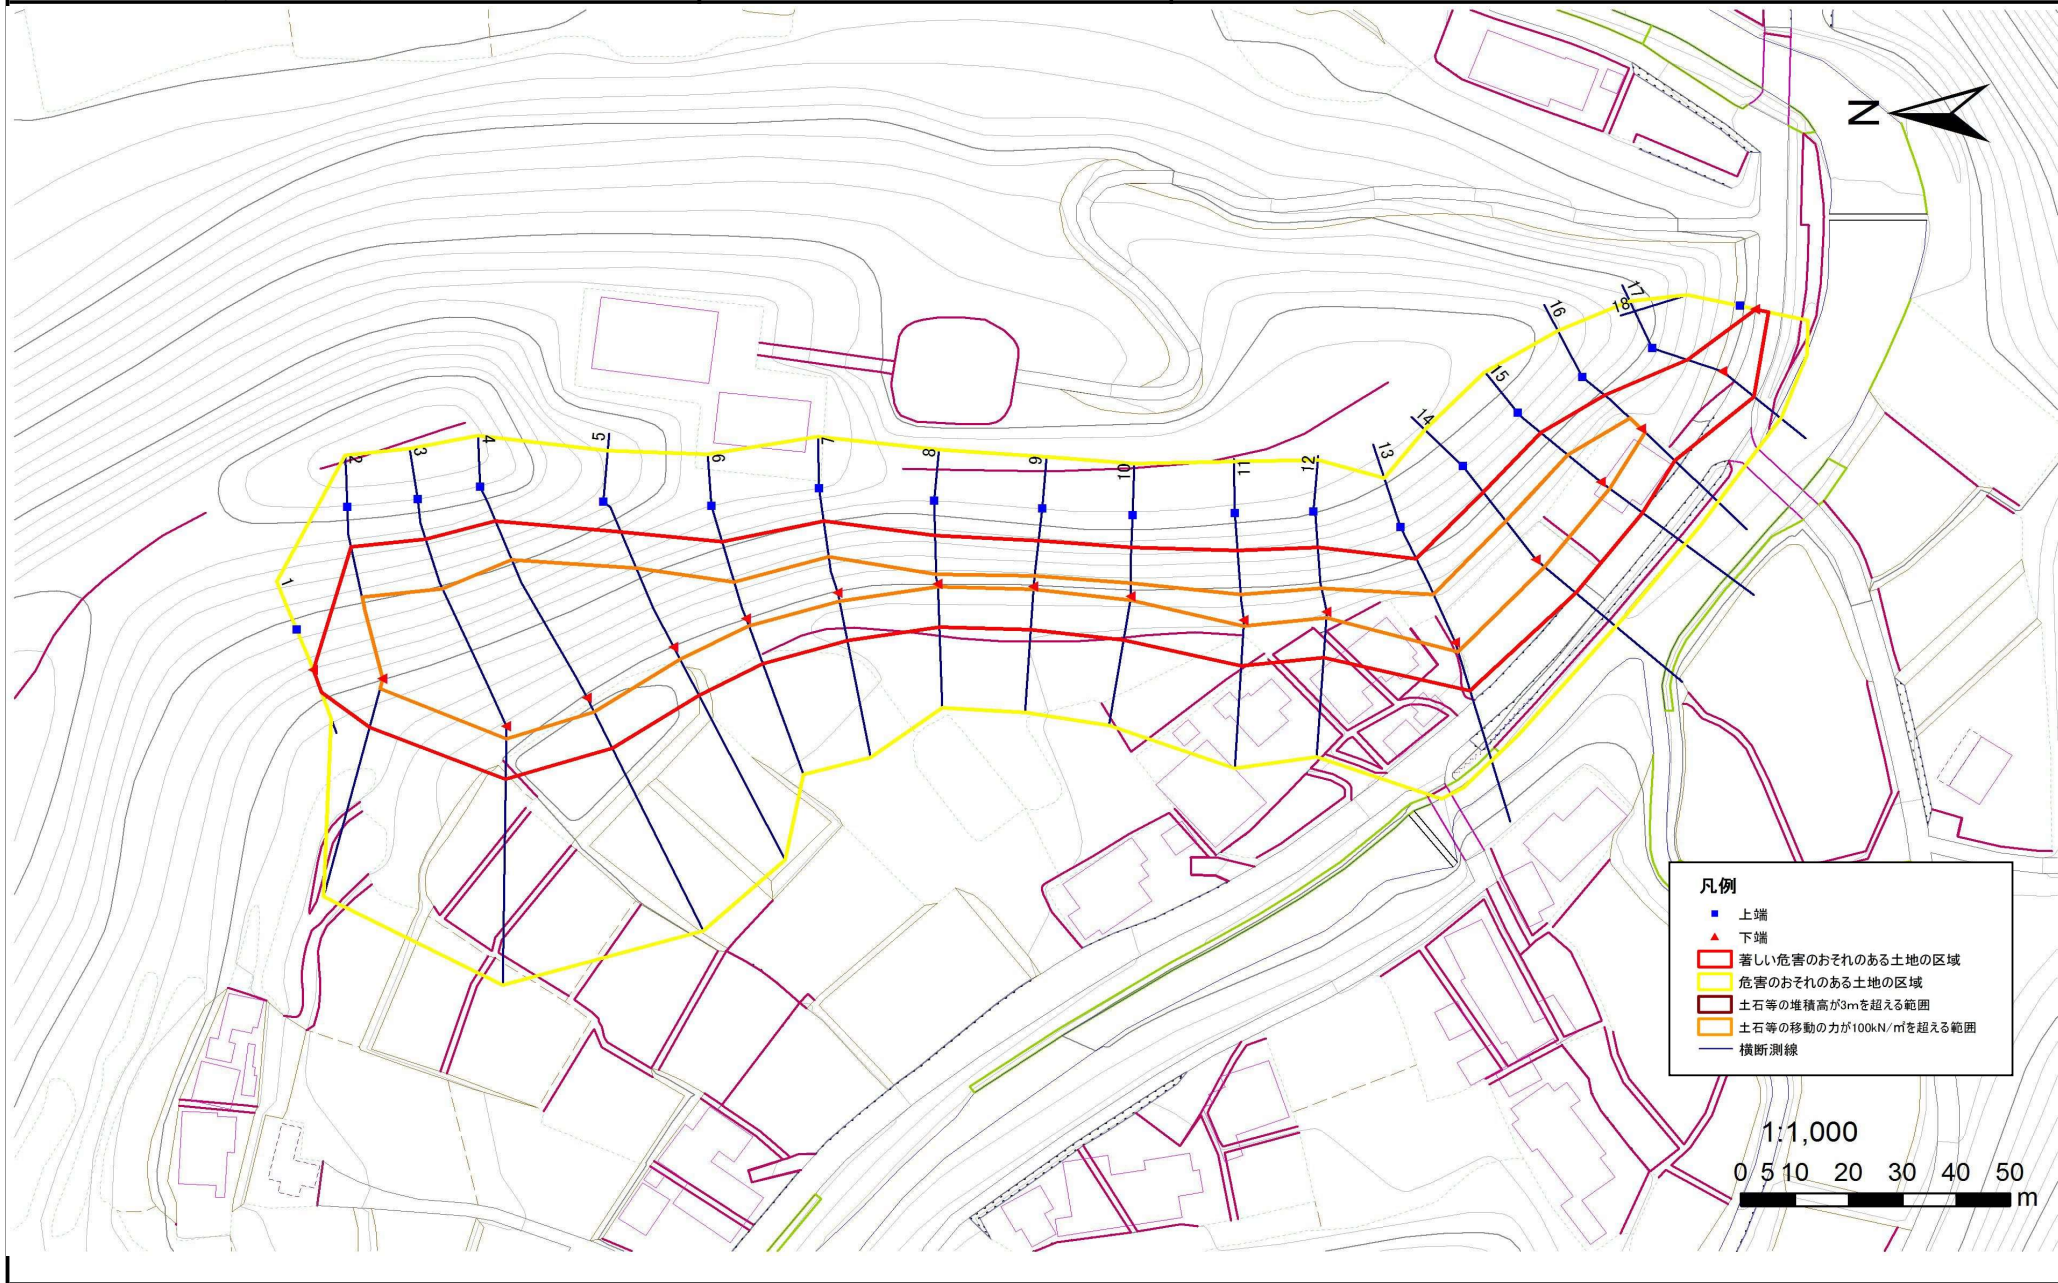 N
17
18
16
15
14
13
1
2
3
4
5
6
7
8
9
10
11
12
凡例
上端
下端
著しい危害のおそれのある土地の区域
危害のおそれのある土地の区域
土石等の堆積高が3mを超える範囲
土石等の移動の力が100kN/㎡を超える範囲
横断測線
1:1,000
0 5 10 20 30 40 50
m